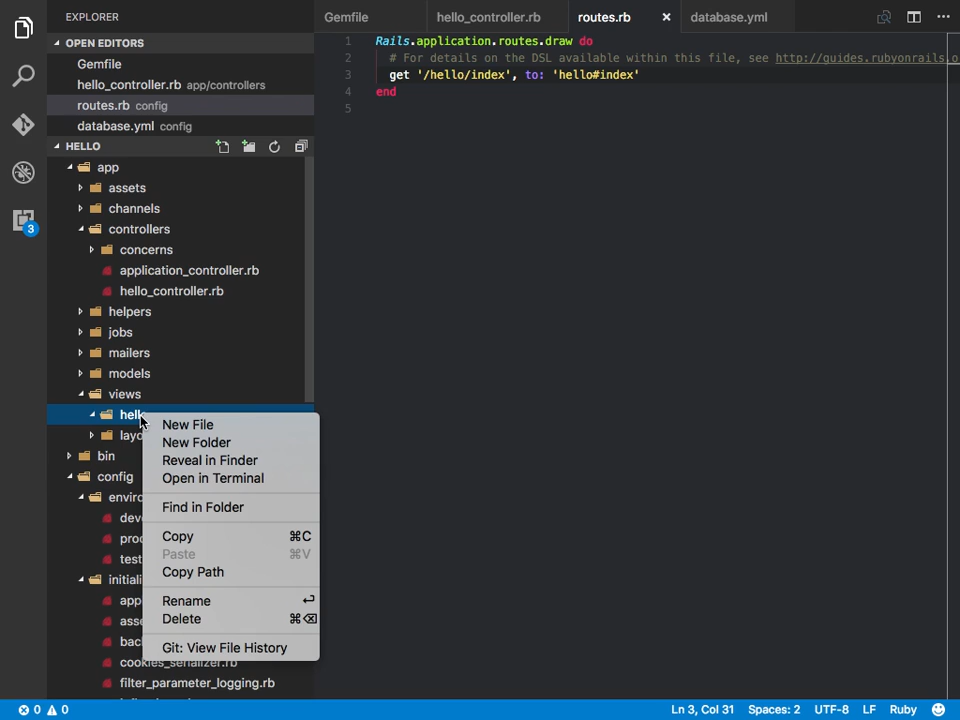 EXPLORER
Gemfile
hello_controller.rb
routes.rb
database.yml
OPEN EDITORS
Gemfile
hello_controller.rb app/controllers
routes.rb config
database.yml config
HELLO
app
assets
channels
controllers
concerns
application_controller.rb
hello_controller.rb
helpers
jobs
mailers
models
views
bin
config
filter_parameter_logging.rb
3
1 Rails.application.routes.draw do
2 # For details on the DSL available within this file, see http://guides.rubyonrails.o
3 get '/hello/index', to: 'hello#index'
4 end
5
New File
New Folder
Reveal in Finder
Open in Terminal
Find in Folder
Copy ⌘C
Paste ⌘V
Copy Path
Rename ⏎
Delete ⌘⌫
Git: View File History
0 0
Ln 3, Col 31
Spaces: 2
UTF-8
LF
Ruby